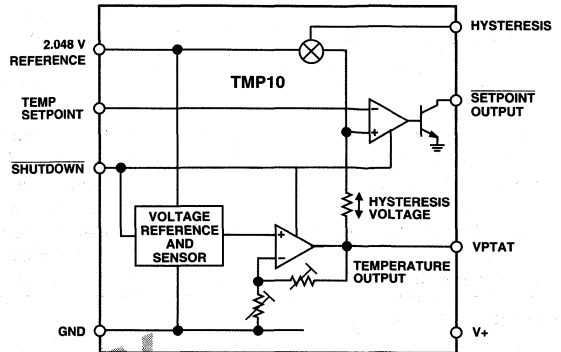 HYSTERESIS
2.048 V
REFERENCE
TMP10
TEMP
SETPOINT
SETPOINT
OUTPUT
SHUTDOWN
HYSTERESIS
VOLTAGE
VOLTAGE
REFERENCE
AND
SENSOR
VPTAT
TEMPERATURE
OUTPUT
GND
V+